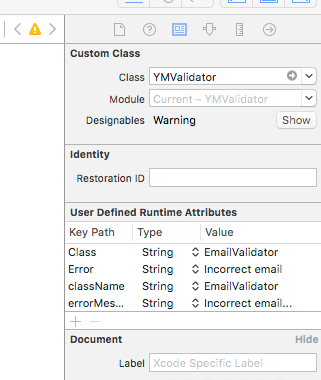 Custom Class
Class YMValidator
Module Current – YMValidator
Designables Warning Show
Identity
Restoration ID
User Defined Runtime Attributes
Key Path Type Value
Class String EmailValidator
Error String Incorrect email
className String EmailValidator
errorMes... String Incorrect email...
Document Hide
Label Xcode Specific Label